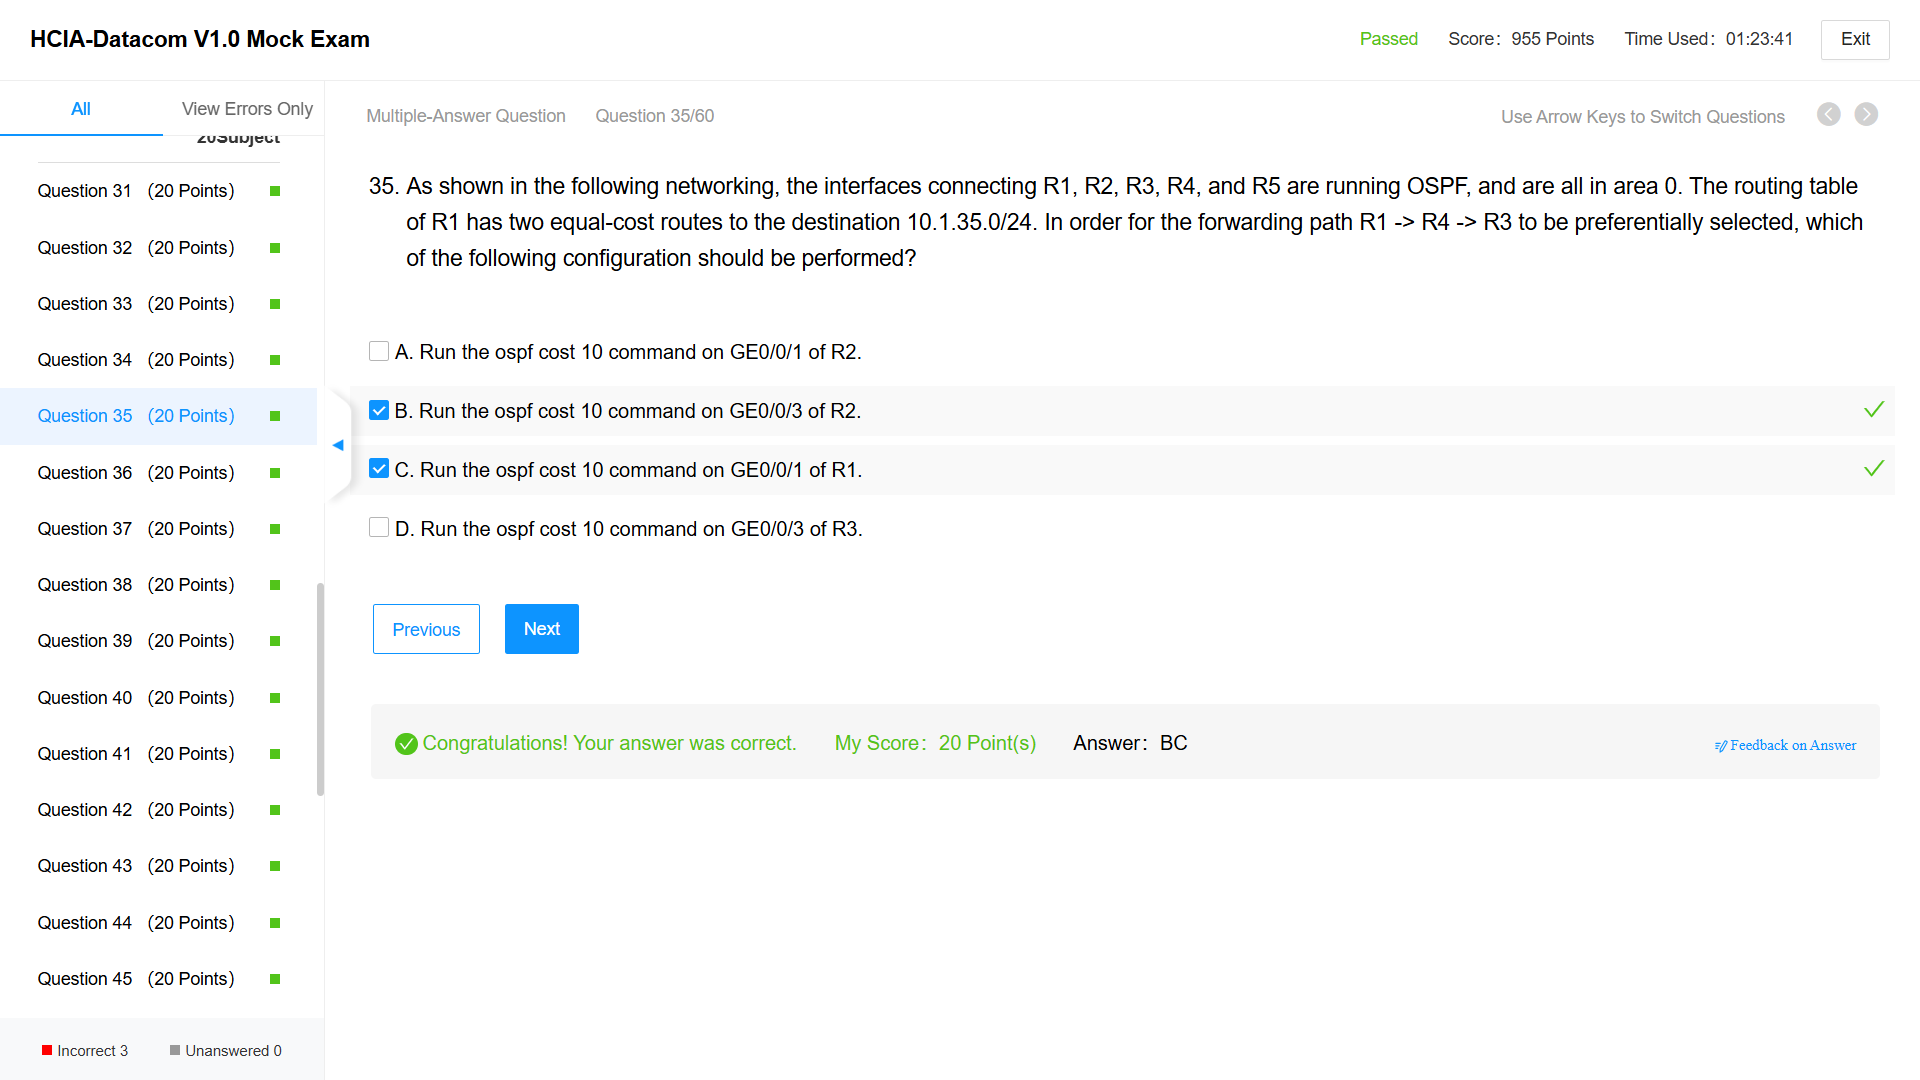 HCIA-Datacom V1.0 Mock Exam
Passed Score： 955 Points Time Used： 01:23:41 Exit
All View Errors Only
20Subject
Question 31 (20 Points)
Question 32 (20 Points)
Question 33 (20 Points)
Question 34 (20 Points)
Question 35 (20 Points)
Question 36 (20 Points)
Question 37 (20 Points)
Question 38 (20 Points)
Question 39 (20 Points)
Question 40 (20 Points)
Question 41 (20 Points)
Question 42 (20 Points)
Question 43 (20 Points)
Question 44 (20 Points)
Question 45 (20 Points)
Incorrect 3 Unanswered 0
Multiple-Answer Question Question 35/60 Use Arrow Keys to Switch Questions
35. As shown in the following networking, the interfaces connecting R1, R2, R3, R4, and R5 are running OSPF, and are all in area 0. The routing table
of R1 has two equal-cost routes to the destination 10.1.35.0/24. In order for the forwarding path R1 -> R4 -> R3 to be preferentially selected, which
of the following configuration should be performed?
A. Run the ospf cost 10 command on GE0/0/1 of R2.
B. Run the ospf cost 10 command on GE0/0/3 of R2.
C. Run the ospf cost 10 command on GE0/0/1 of R1.
D. Run the ospf cost 10 command on GE0/0/3 of R3.
Previous Next
Congratulations! Your answer was correct. My Score： 20 Point(s) Answer： BC Feedback on Answer